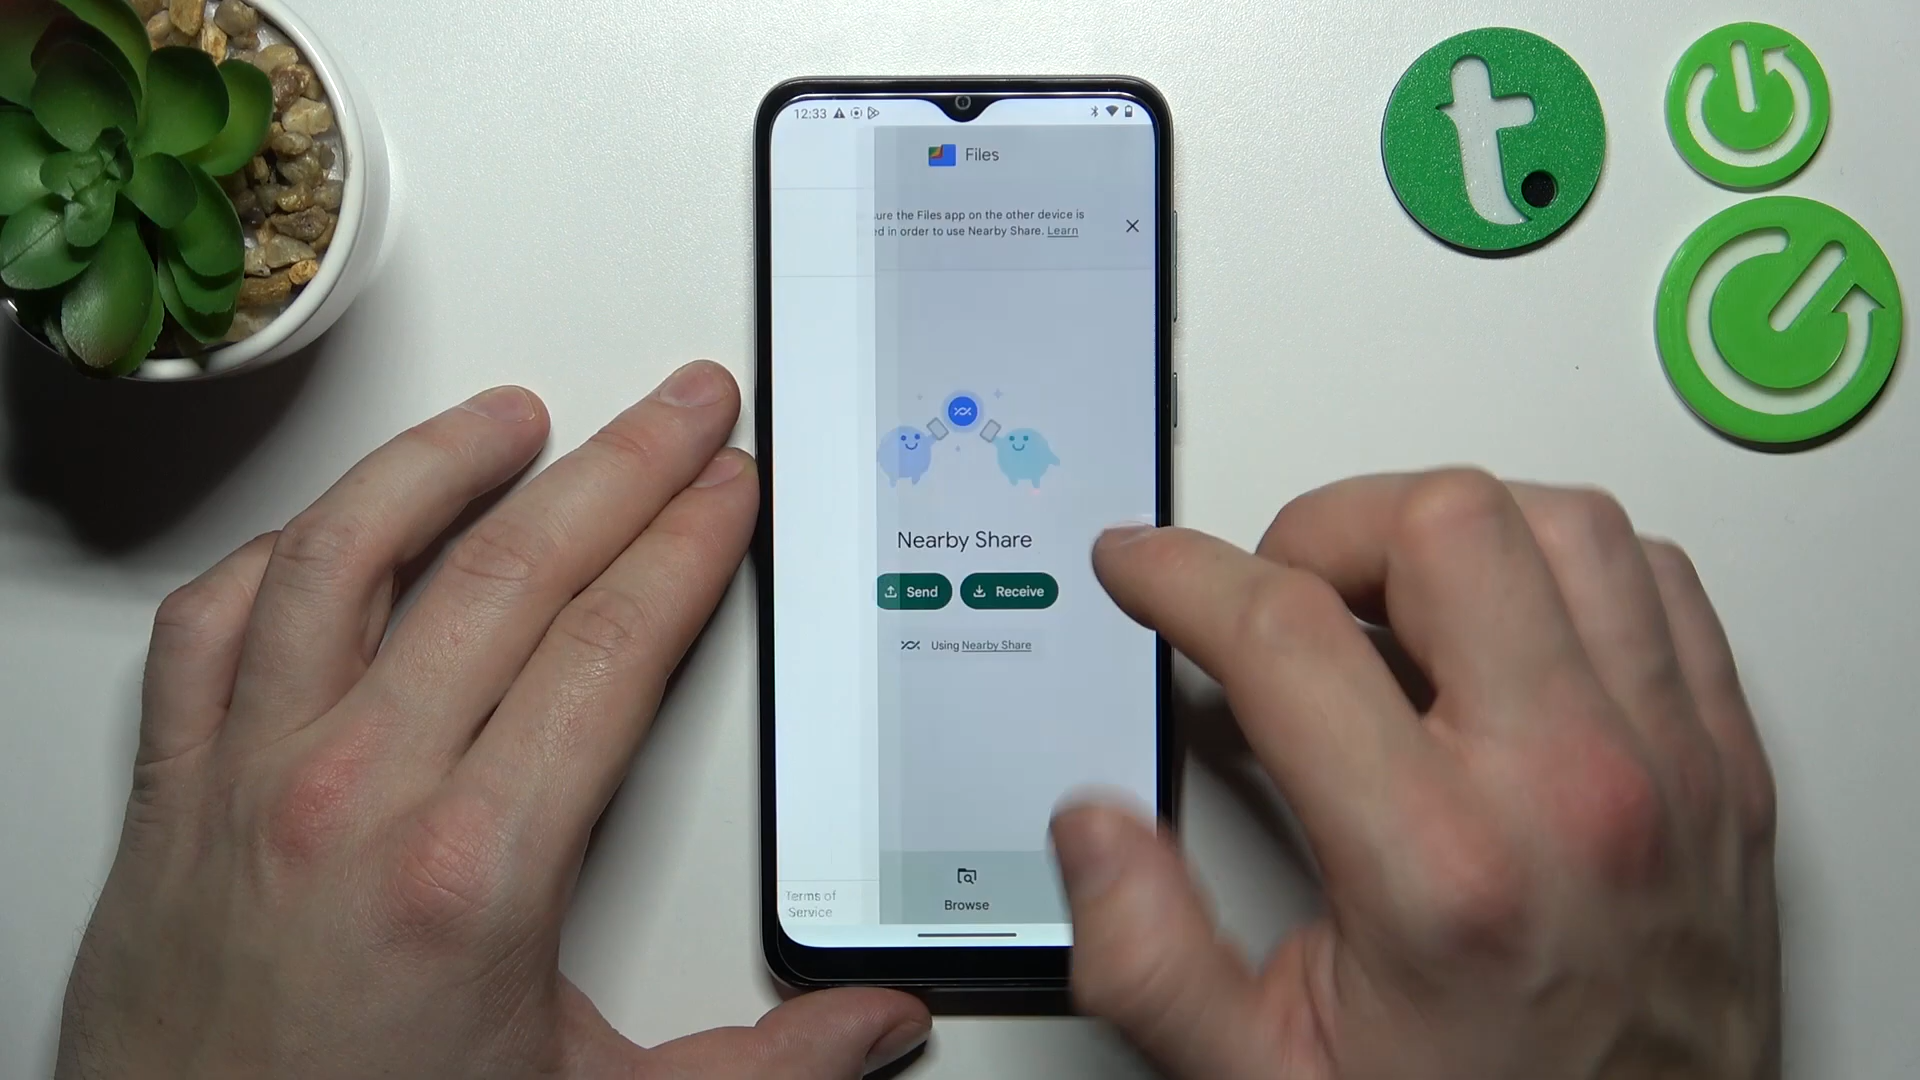 12:33
Files
sure the Files app on the other device is
in order to use Nearby Share. Learn
Nearby Share
Send
Receive
Using Nearby Share
Browse
Terms of
Service
t